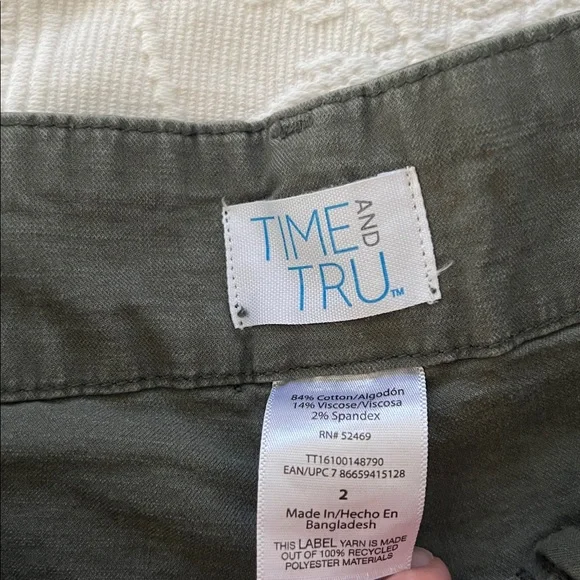 TIME AND
TRU™
84% Cotton/Algodón
14% Viscose/Viscosa
2% Spandex
RN# 52469
TT16100148790
EAN/UPC 7 86659415128
2
Made In/Hecho En
Bangladesh
THIS LABEL YARN IS MADE
OUT OF 100% RECYCLED
POLYESTER MATERIALS